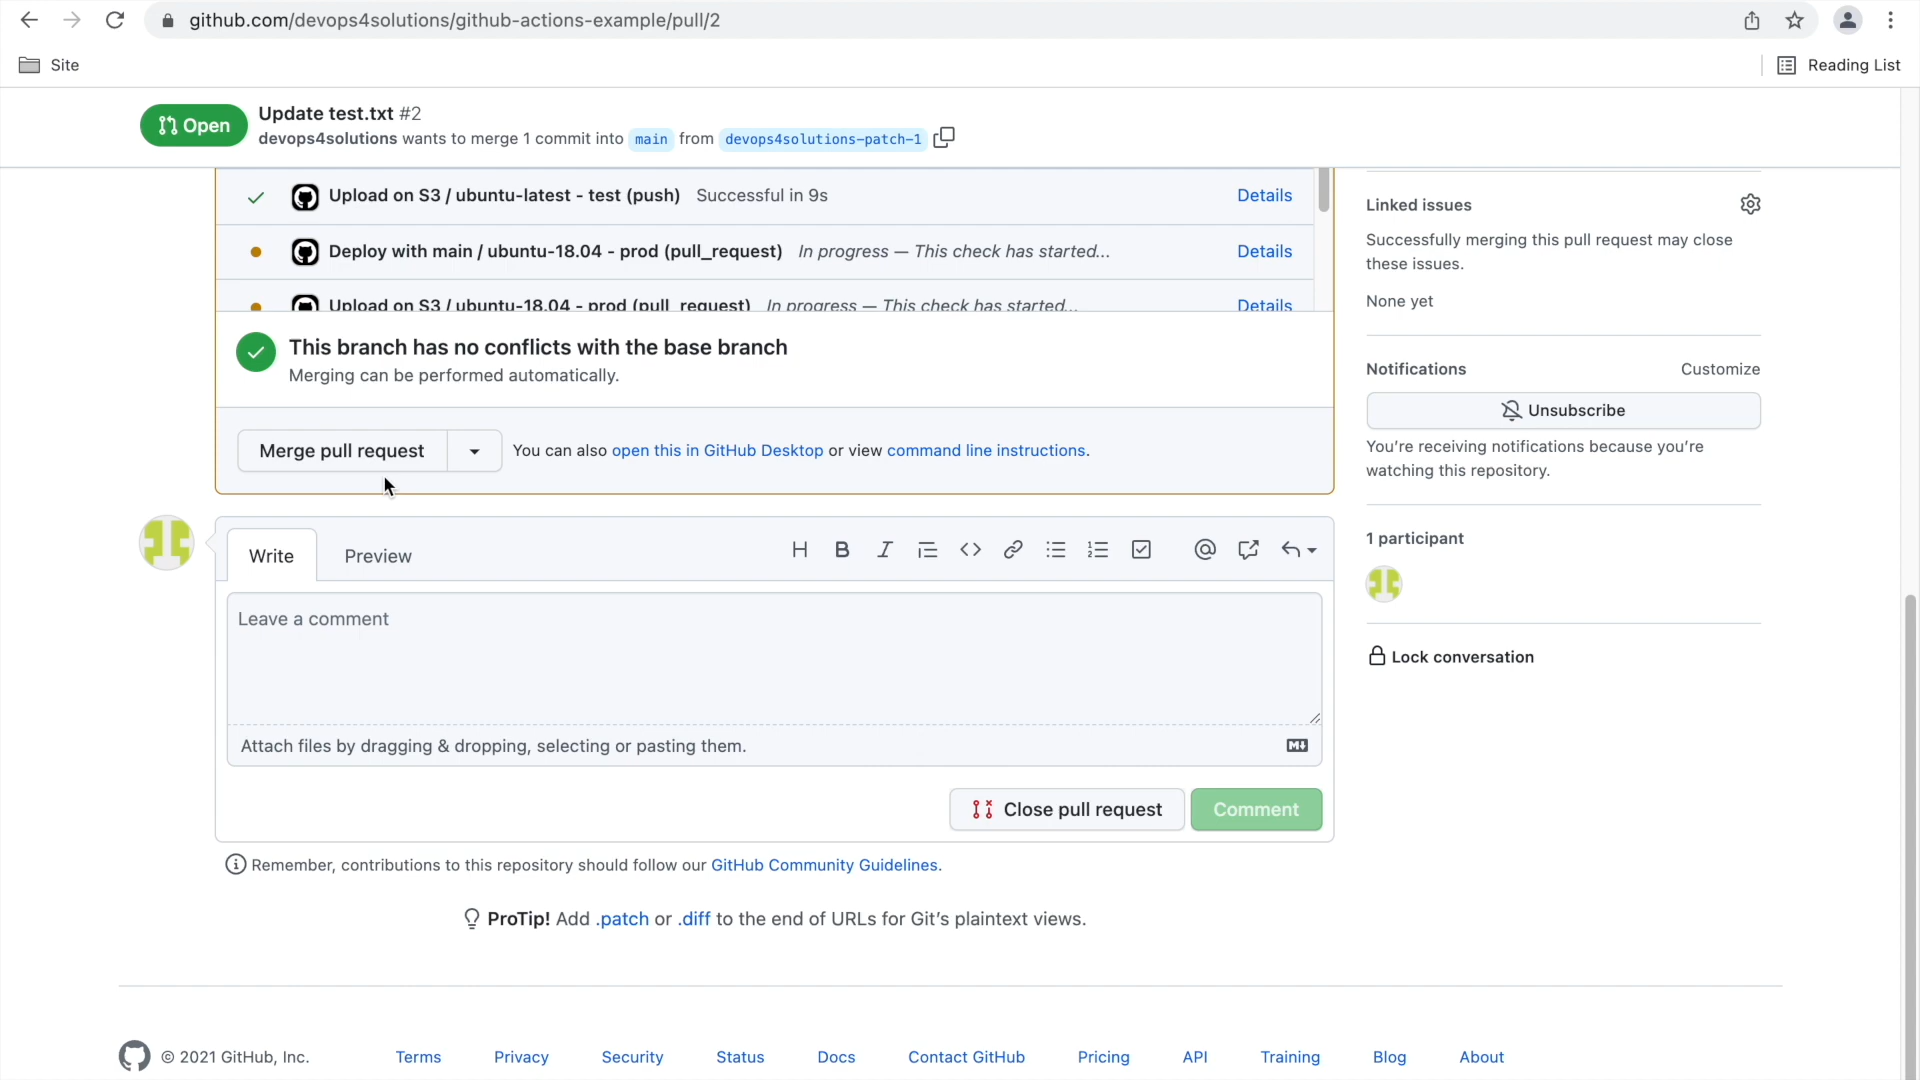 github.com/devops4solutions/github-actions-example/pull/2
Site
Reading List
Open
Update test.txt #2
devops4solutions wants to merge 1 commit into main from devops4solutions-patch-1
Upload on S3 / ubuntu-latest - test (push) Successful in 9s Details
Deploy with main / ubuntu-18.04 - prod (pull_request) In progress — This check has started... Details
Upload on S3 / ubuntu-18.04 - prod (pull_request) In progress — This check has started... Details
This branch has no conflicts with the base branch
Merging can be performed automatically.
Merge pull request
You can also open this in GitHub Desktop or view command line instructions.
Write
Preview
Leave a comment
Attach files by dragging & dropping, selecting or pasting them.
Close pull request
Comment
Remember, contributions to this repository should follow our GitHub Community Guidelines.
ProTip! Add .patch or .diff to the end of URLs for Git's plaintext views.
Linked issues
Successfully merging this pull request may close
these issues.
None yet
Notifications
Customize
Unsubscribe
You're receiving notifications because you're
watching this repository.
1 participant
Lock conversation
© 2021 GitHub, Inc.
Terms
Privacy
Security
Status
Docs
Contact GitHub
Pricing
API
Training
Blog
About